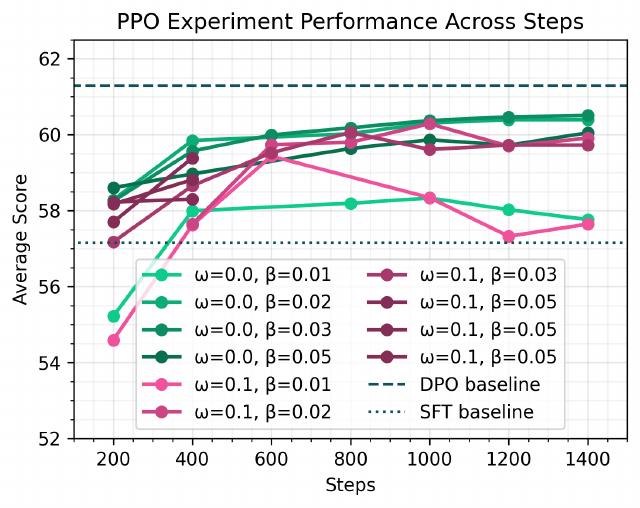 PPO Experiment Performance Across Steps
62
60
58
56
54
52
Average Score
ω=0.0, β=0.01
ω=0.0, β=0.02
ω=0.0, β=0.03
ω=0.0, β=0.05
ω=0.1, β=0.01
ω=0.1, β=0.02
ω=0.1, β=0.03
ω=0.1, β=0.05
ω=0.1, β=0.05
ω=0.1, β=0.05
DPO baseline
SFT baseline
200 400 600 800 1000 1200 1400
Steps